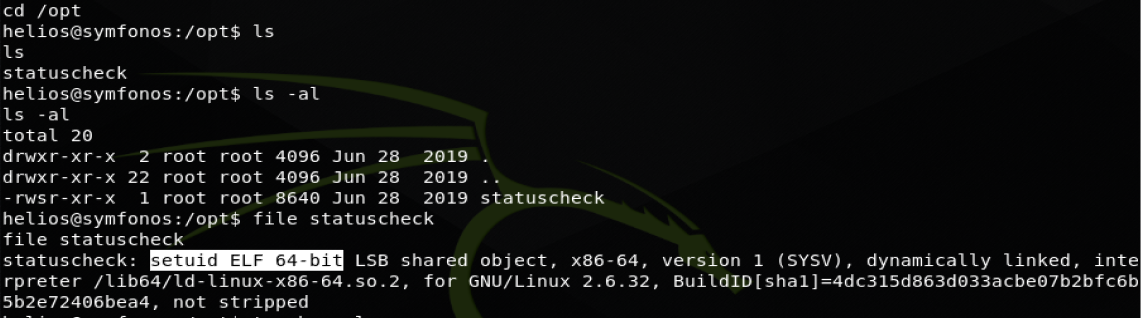 cd /opt
helios@symfonos:/opt$ ls
ls
statuscheck
helios@symfonos:/opt$ ls -al
ls -al
total 20
drwxr-xr-x  2 root root 4096 Jun 28  2019 .
drwxr-xr-x 22 root root 4096 Jun 28  2019 ..
-rwsr-xr-x  1 root root 8640 Jun 28  2019 statuscheck
helios@symfonos:/opt$ file statuscheck
file statuscheck
statuscheck: setuid ELF 64-bit LSB shared object, x86-64, version 1 (SYSV), dynamically linked, inte
rpreter /lib64/ld-linux-x86-64.so.2, for GNU/Linux 2.6.32, BuildID[sha1]=4dc315d863d033acbe07b2bfc6b
5b2e72406bea4, not stripped